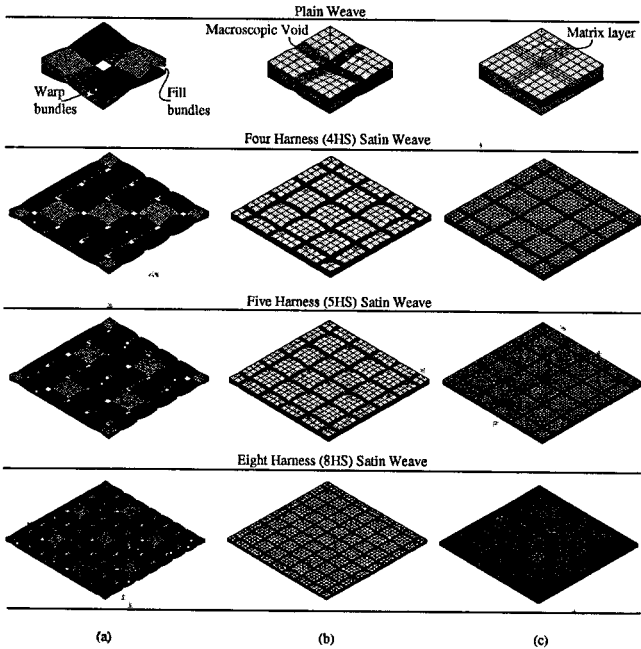 Plain Weave
Macroscopic Void
Matrix layer
Warp
bundles
Fill
bundles
Four Harness (4HS) Satin Weave
Five Harness (5HS) Satin Weave
Eight Harness (8HS) Satin Weave
(a)
(b)
(c)